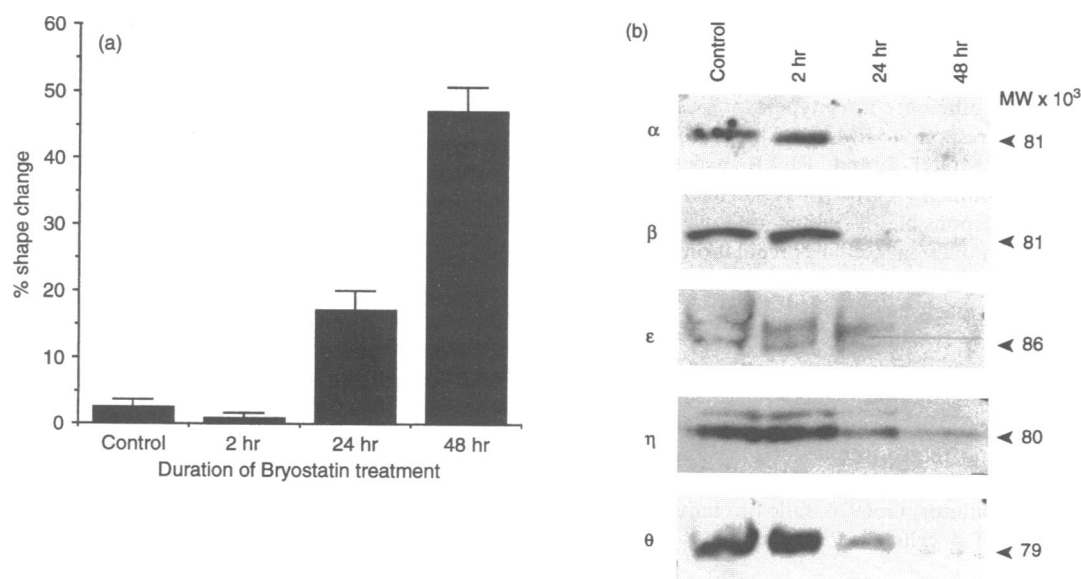 (a)
60
50
40
30
20
10
0
% shape change
Control 2 hr 24 hr 48 hr
Duration of Bryostatin treatment
(b)
Control 2 hr 24 hr 48 hr
MW x 10³
α 81
β 81
ε 86
η 80
θ 79